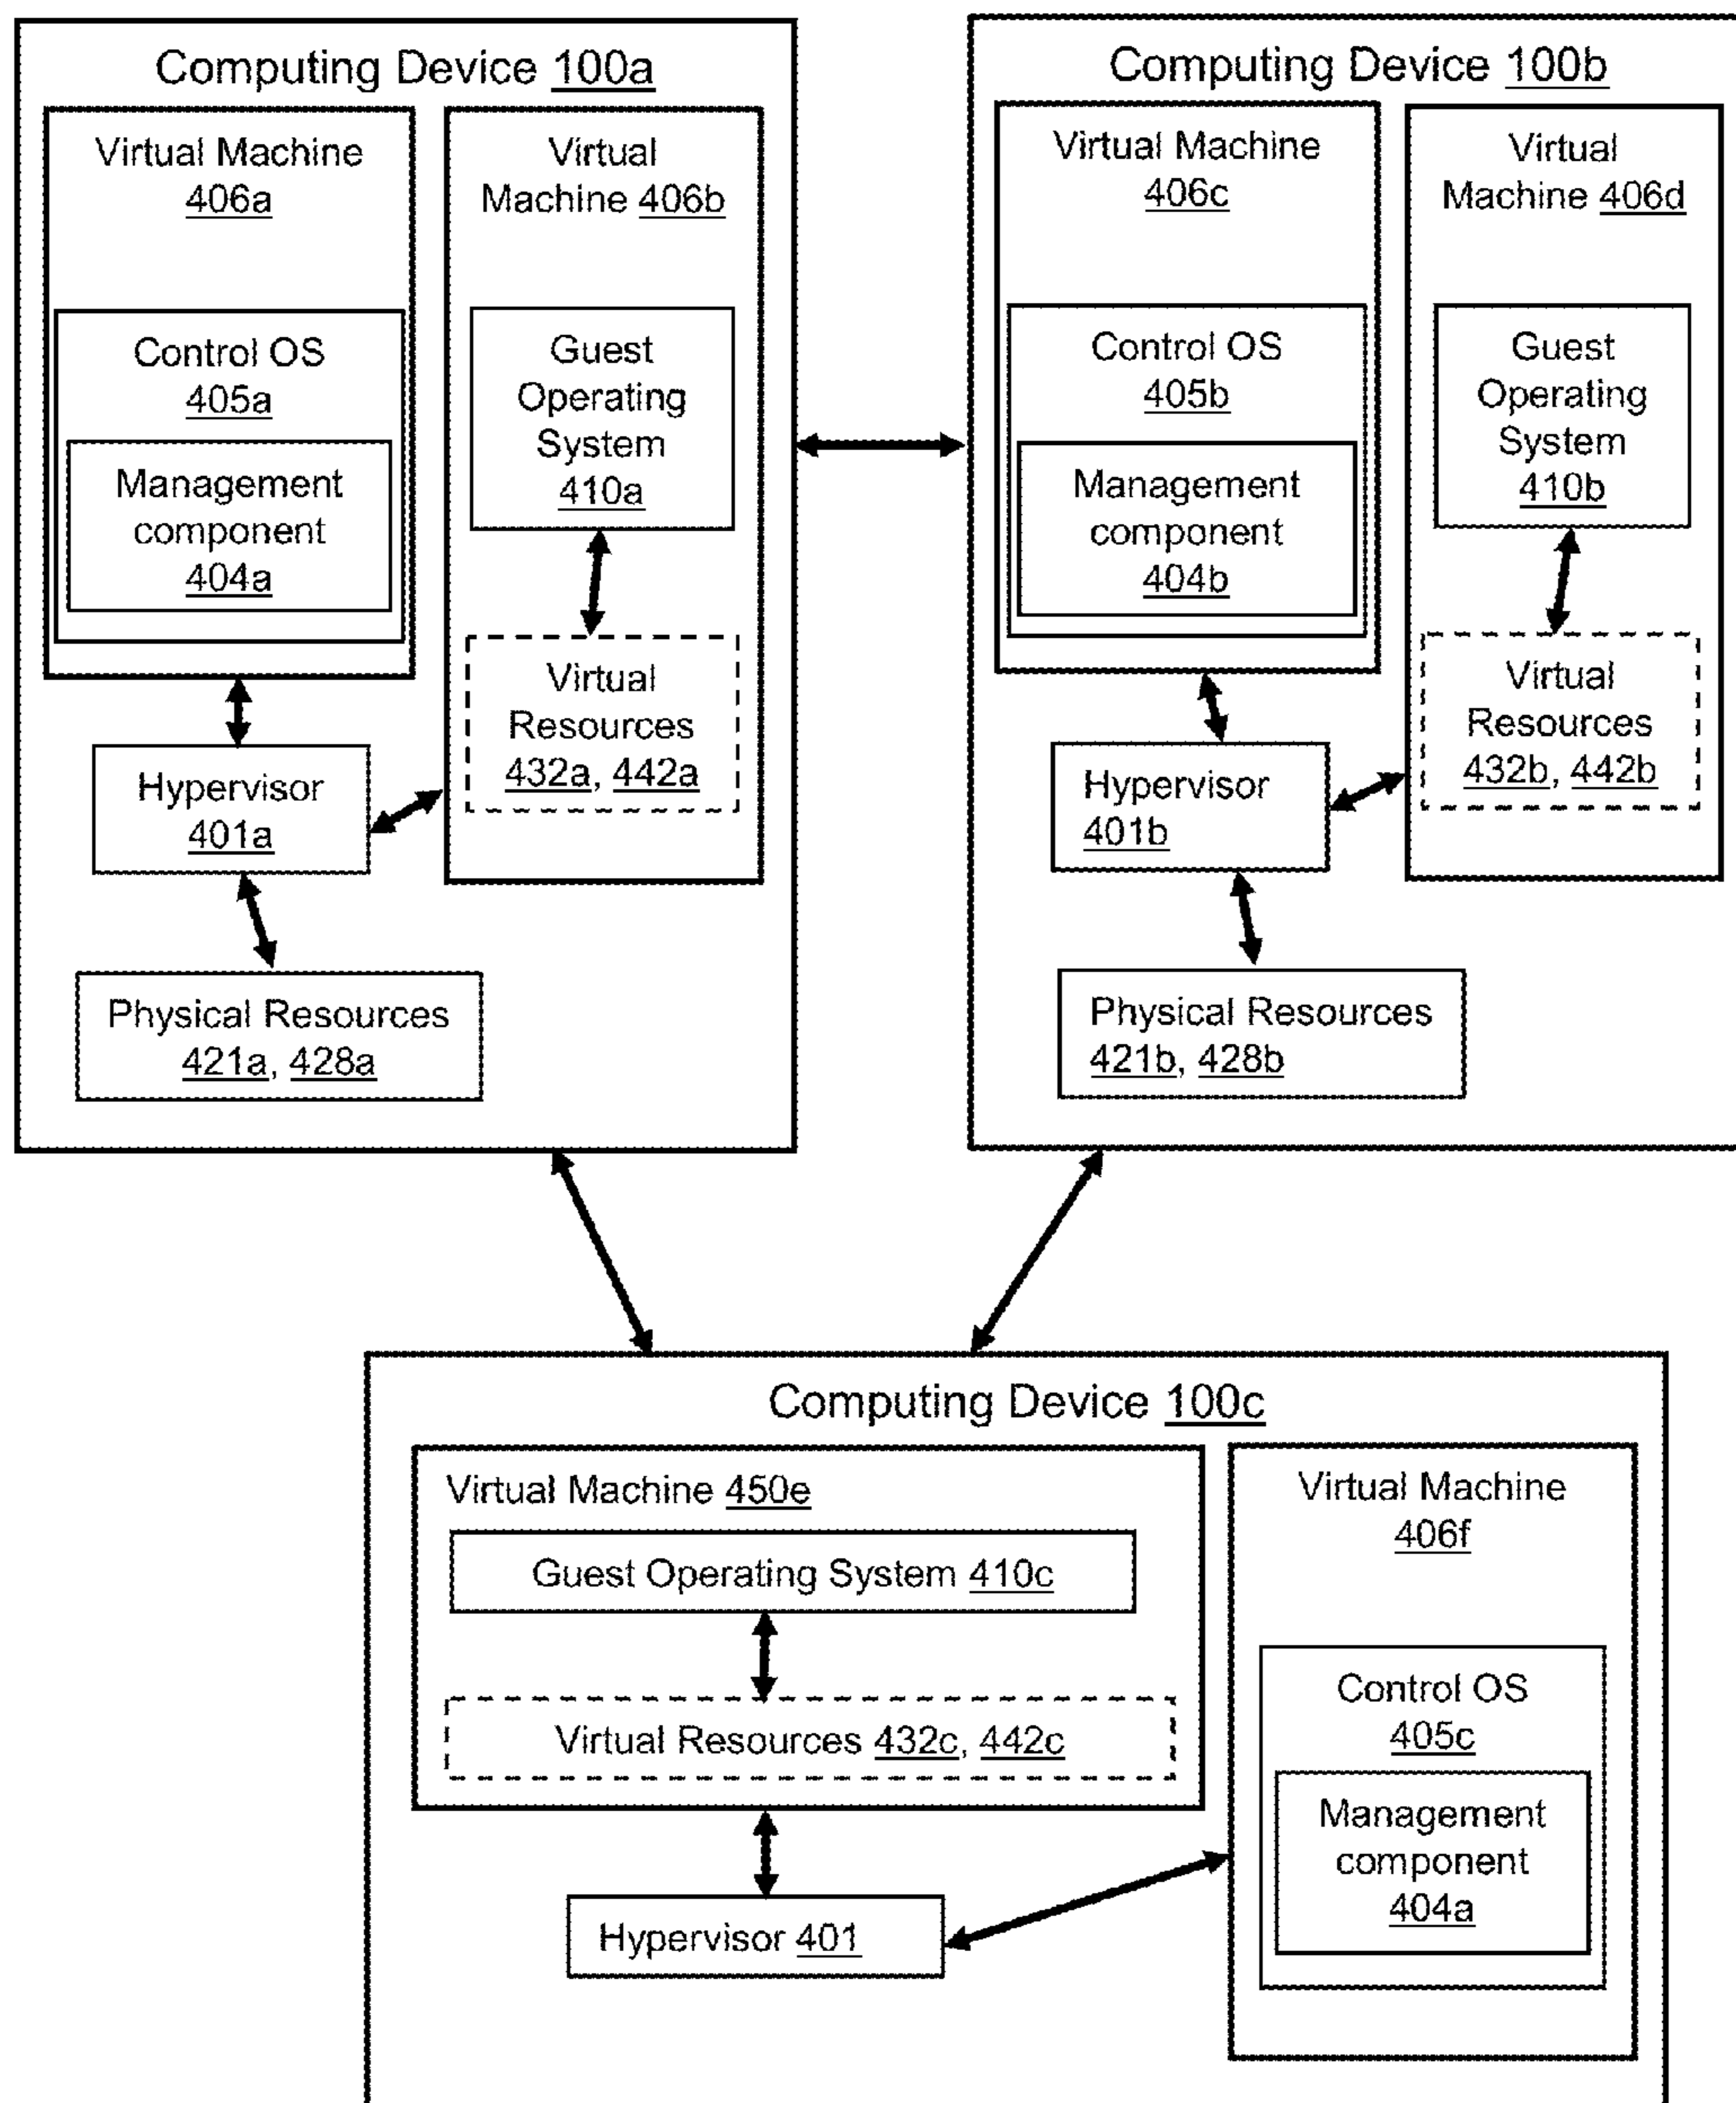 Computing Device 100a
Virtual Machine
406a
Control OS
405a
Management
component
404a
Virtual
Machine 406b
Guest
Operating
System
410a
Virtual
Resources
432a, 442a
Hypervisor
401a
Physical Resources
421a, 428a
Computing Device 100b
Virtual Machine
406c
Control OS
405b
Management
component
404b
Virtual
Machine 406d
Guest
Operating
System
410b
Virtual
Resources
432b, 442b
Hypervisor
401b
Physical Resources
421b, 428b
Computing Device 100c
Virtual Machine 450e
Guest Operating System 410c
Virtual Resources 432c, 442c
Hypervisor 401
Virtual Machine
406f
Control OS
405c
Management
component
404a